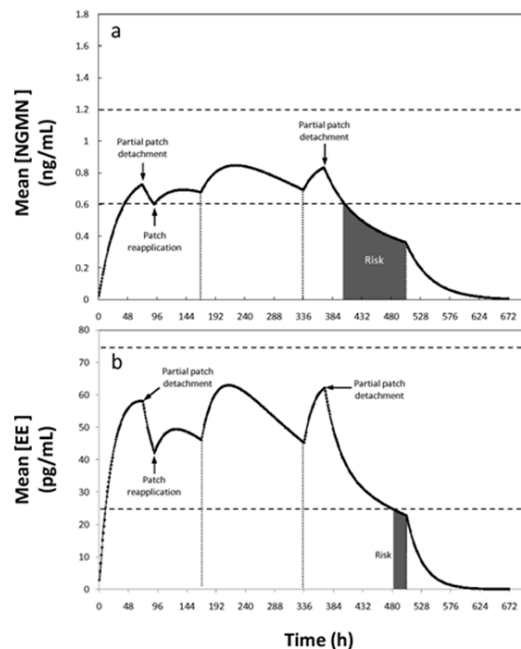 a
Mean [NGMN]
(ng/mL)
1.8
1.6
1.4
1.2
1
0.8
0.6
0.4
0.2
0
Partial patch
detachment
Patch
reapplication
Partial patch
detachment
Risk
0 48 96 144 192 240 288 336 384 432 480 528 576 624 672
b
Mean [EE]
(pg/mL)
80
70
60
50
40
30
20
10
0
Partial patch
detachment
Patch
reapplication
Partial patch
detachment
Risk
0 48 96 144 192 240 288 336 384 432 480 528 576 624 672
Time (h)